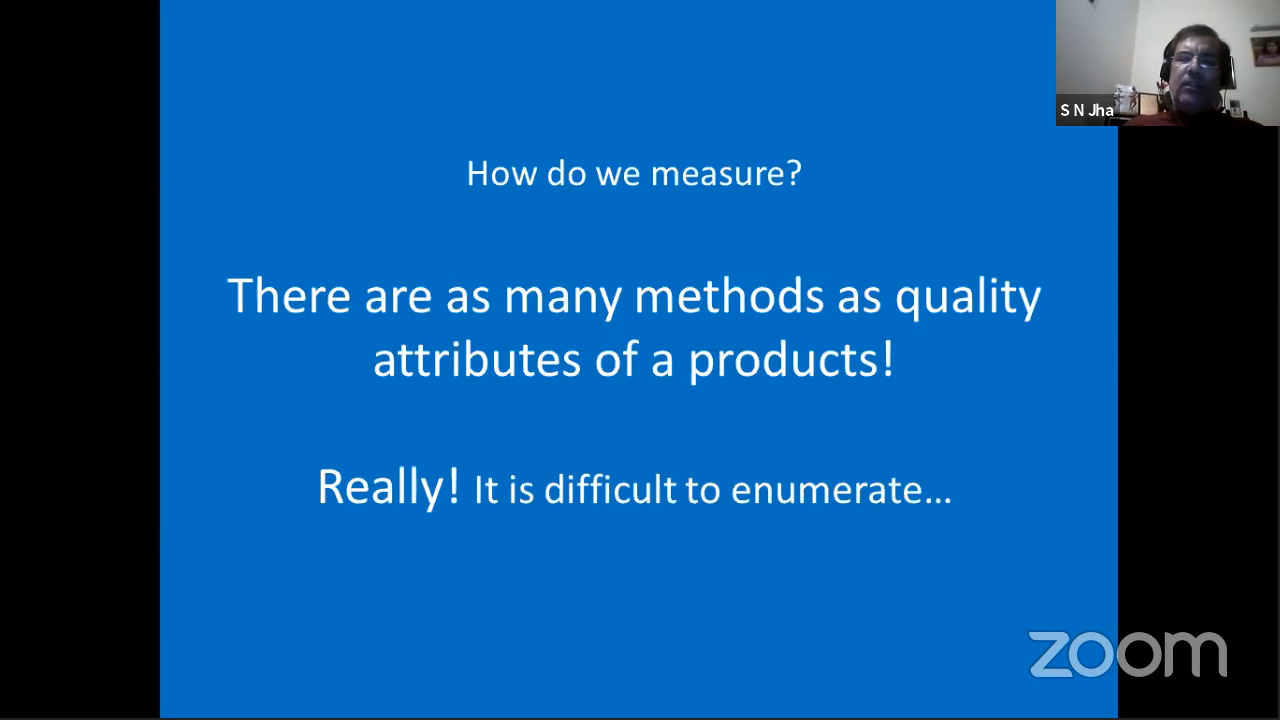 S N Jha
How do we measure?
There are as many methods as quality
attributes of a products!
Really! It is difficult to enumerate…
zoom